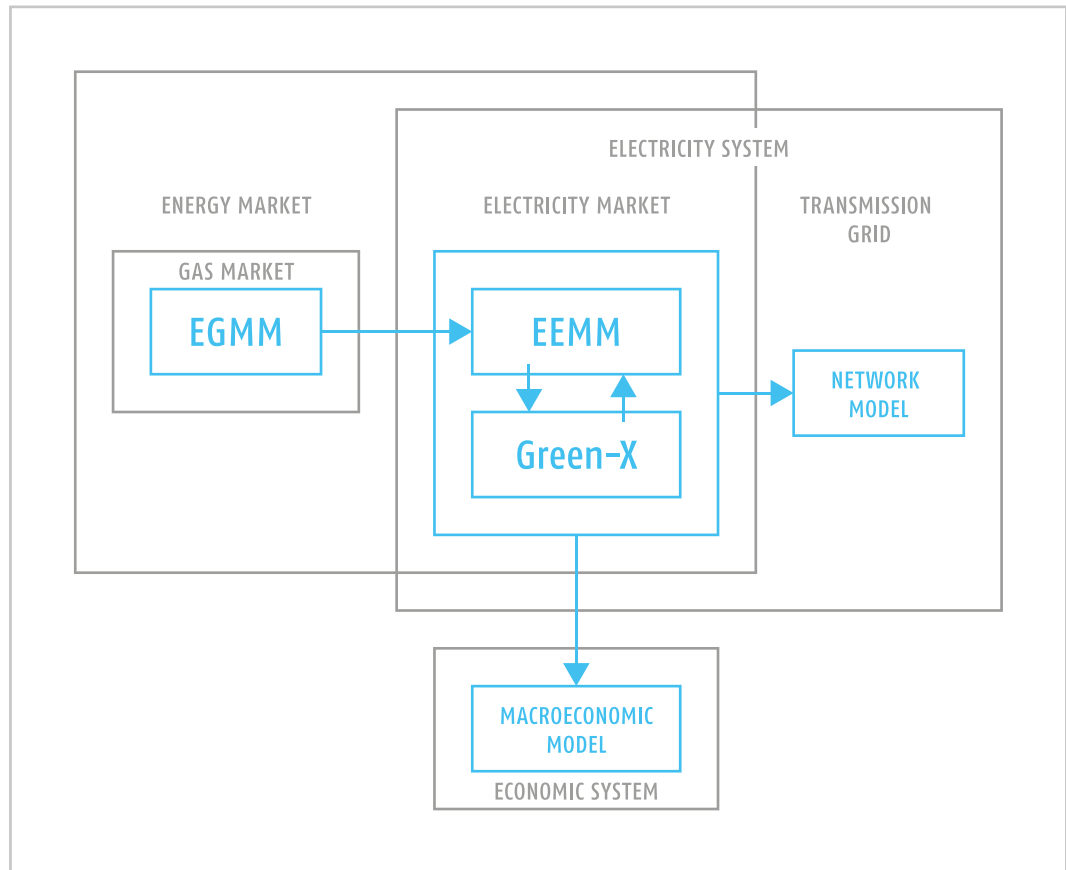 ELECTRICITY SYSTEM
ENERGY MARKET
ELECTRICITY MARKET
TRANSMISSION
GRID
GAS MARKET
EGMM
EEMM
NETWORK
MODEL
Green-X
MACROECONOMIC
MODEL
ECONOMIC SYSTEM